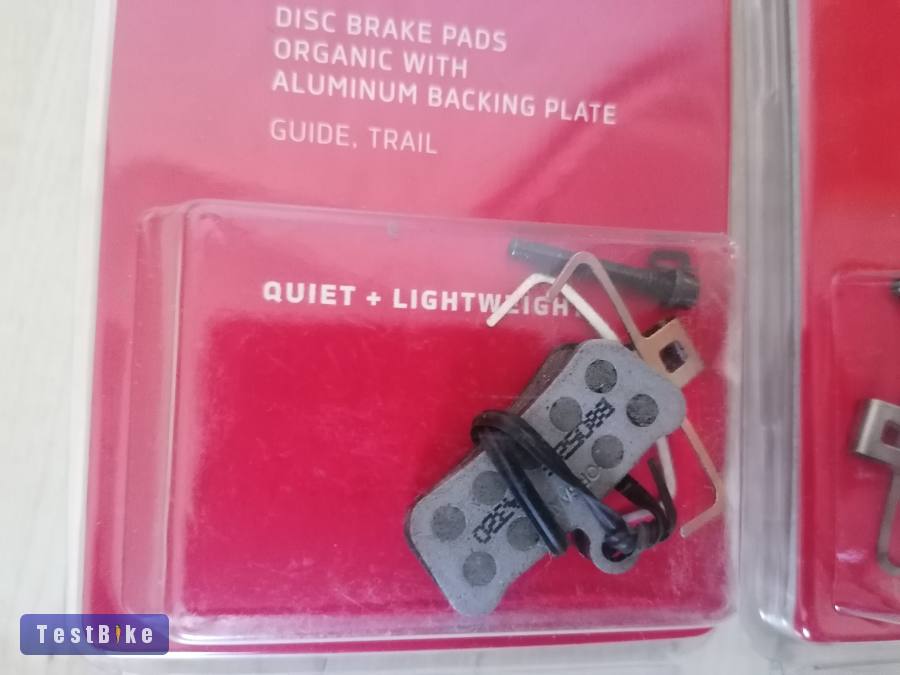 DISC BRAKE PADS
ORGANIC WITH
ALUMINUM BACKING PLATE
GUIDE, TRAIL
QUIET + LIGHTWEIGHT
TestBike